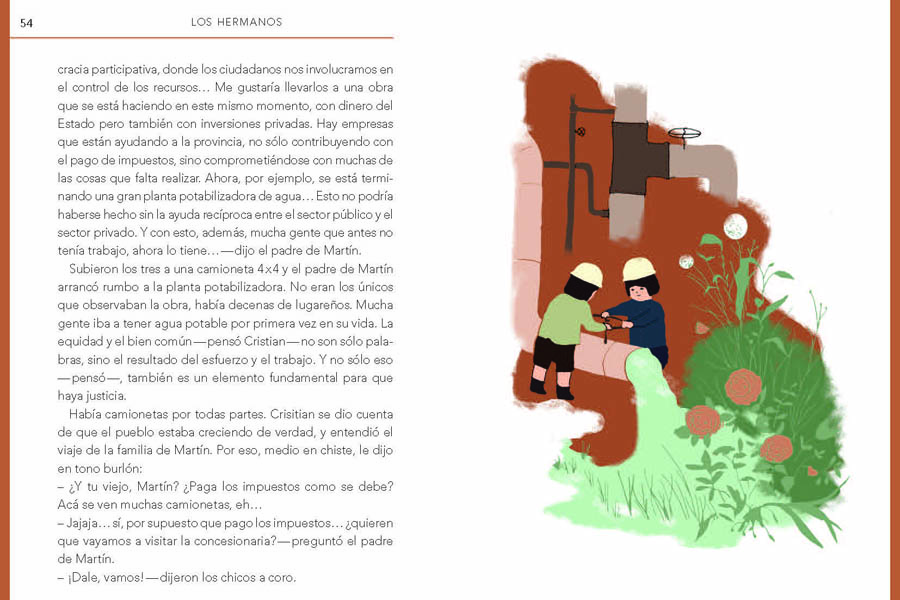 54
LOS HERMANOS
cracia participativa, donde los ciudadanos nos involucramos en
el control de los recursos... Me gustaría llevarlos a una obra
que se está haciendo en este mismo momento, con dinero del
Estado pero también con inversiones privadas. Hay empresas
que están ayudando a la provincia, no sólo contribuyendo con
el pago de impuestos, sino comprometiéndose con muchas de
las cosas que falta realizar. Ahora, por ejemplo, se está termi-
nando una gran planta potabilizadora de agua... Esto no podría
haberse hecho sin la ayuda recíproca entre el sector público y el
sector privado. Y con esto, además, mucha gente que antes no
tenía trabajo, ahora lo tiene...—dijo el padre de Martín.
Subieron los tres a una camioneta 4x4 y el padre de Martín
arrancó rumbo a la planta potabilizadora. No eran los únicos
que observaban la obra, había decenas de lugareños. Mucha
gente iba a tener agua potable por primera vez en su vida. La
equidad y el bien común—pensó Cristian—no son sólo pala-
bras, sino el resultado del esfuerzo y el trabajo. Y no sólo eso
—pensó—, también es un elemento fundamental para que
haya justicia.
Había camionetas por todas partes. Crisitian se dio cuenta
de que el pueblo estaba creciendo de verdad, y entendió el
viaje de la familia de Martín. Por eso, medio en chiste, le dijo
en tono burlón:
– ¿Y tu viejo, Martín? ¿Paga los impuestos como se debe?
Acá se ven muchas camionetas, eh...
– Jajaja... sí, por supuesto que pago los impuestos... ¿quieren
que vayamos a visitar la concesionaria?—preguntó el padre
de Martín.
– ¡Dale, vamos!—dijeron los chicos a coro.